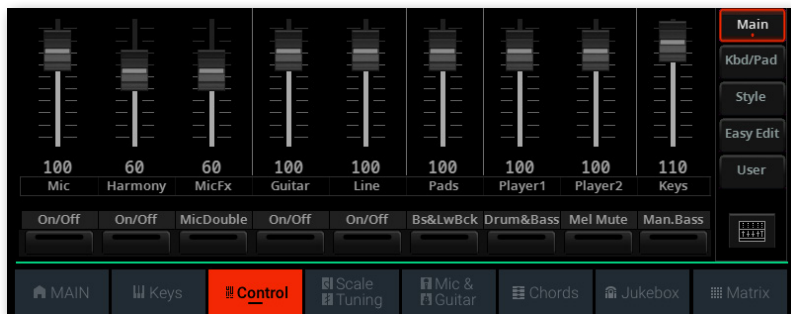 Main
Kbd/Pad
Style
Easy Edit
User
100 60 60 100 100 100 100 100 110
Mic Harmony MicFx Guitar Line Pads Player1 Player2 Keys
On/Off On/Off MicDouble On/Off On/Off Bs&LwBck Drum&Bass Mel Mute Man.Bass
MAIN Keys Control Scale Tuning Mic & Guitar Chords Jukebox Matrix